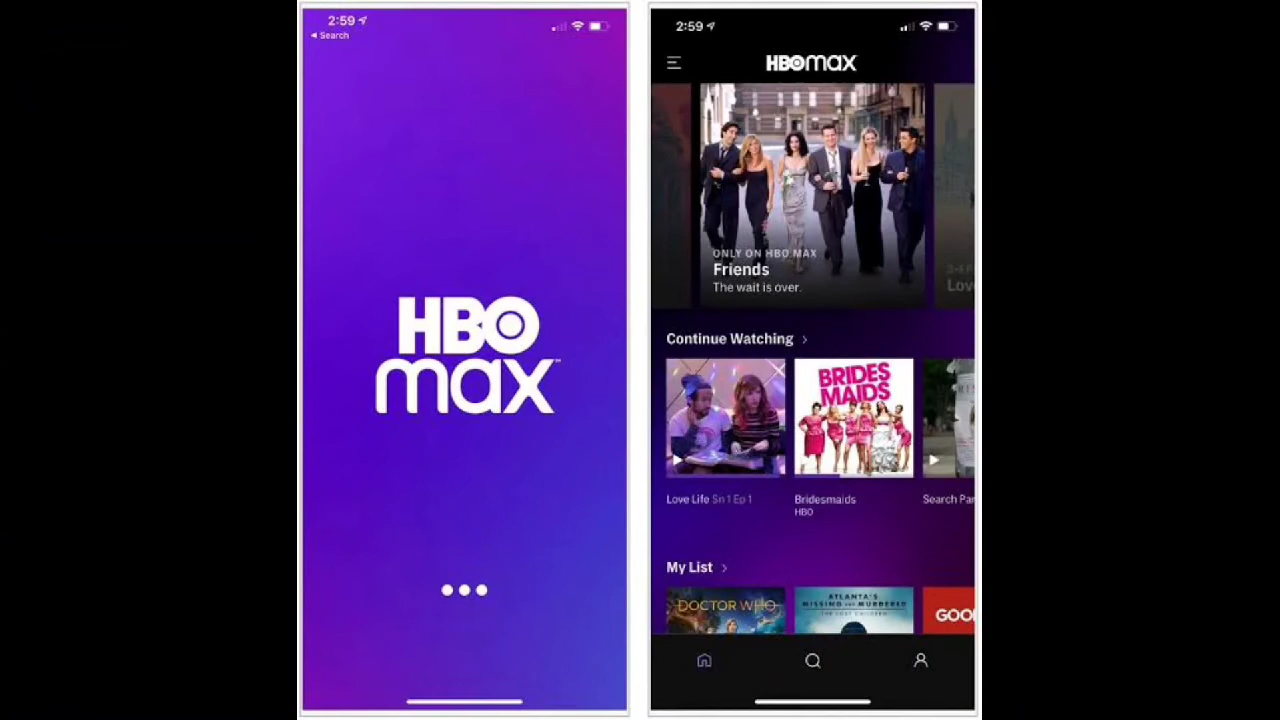 2:59
Search
HBO
max
2:59
HBOmax
ONLY ON HBO MAX
Friends
The wait is over.
Continue Watching
BRIDES
MAIDS
Love Life Sn 1 Ep 1
Bridesmaids
HBO
Search Par
My List
DOCTOR WHO
ATLANTA'S
MISSING AND MURDERED
THE LOST CHILDREN
GOO